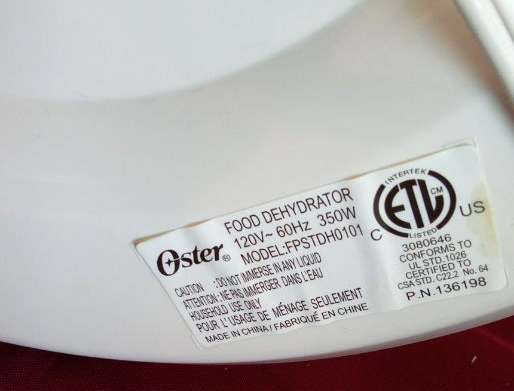 Oster®
FOOD DEHYDRATOR
120V~ 60Hz 350W
MODEL:FPSTDH0101
CAUTION :DO NOT IMMERSE IN ANY LIQUID
ATTENTION :NE PAS IMMERGER DANS L'EAU
HOUSEHOLD USE ONLY
POUR L'USAGE DE MÉNAGE SEULEMENT
MADE IN CHINA / FABRIQUÉ EN CHINE
INTERTEK
ETL CM
LISTED
C US
3080646
CONFORMS TO
UL STD.1026
CERTIFIED TO
CSA STD. C22.2 No. 64
P.N.136198